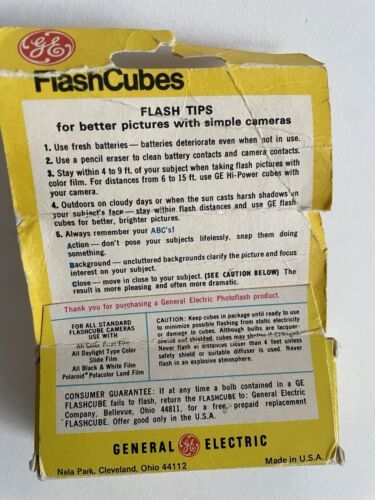 GE
FlashCubes
FLASH TIPS
for better pictures with simple cameras
1. Use fresh batteries — batteries deteriorate even when not in use.
2. Use a pencil eraser to clean battery contacts and camera contacts.
3. Stay within 4 to 9 ft. of your subject when taking flash pictures with
color film. For distances from 6 to 15 ft. use GE Hi-Power cubes with
your camera.
4. Outdoors on cloudy days or when the sun casts harsh shadows on
your subject's face — stay within flash distances and use GE flash
cubes for better, brighter pictures.
5. Always remember your ABC's!
Action — don't pose your subjects lifelessly, snap them doing
something.
Background — uncluttered backgrounds clarify the picture and focus
interest on your subject.
Close — move in close to your subject. (SEE CAUTION BELOW) The
result is more pleasing and often more dramatic.
Thank you for purchasing a General Electric Photoflash product.
FOR ALL STANDARD
FLASHCUBE CAMERAS
USE WITH
All Color Print Film
All Daylight Type Color
Slide Film
All Black & White Film
Polaroid® Polacolor Land Film
CAUTION: Keep cubes in package until ready to use
to minimize possible flashing from static electricity
or damage to cubes. Although bulbs are lacquer-
coated and shielded, cubes may shatter if cracked.
Never flash at distances closer than 4 feet unless
safety shield or suitable diffuser is used. Never
flash in an explosive atmosphere.
CONSUMER GUARANTEE: If at any time a bulb contained in a GE
FLASHCUBE fails to flash, return the FLASHCUBE to: General Electric
Company, Bellevue, Ohio 44811, for a free, prepaid replacement
FLASHCUBE. Offer good only in the U.S.A.
GENERAL GE ELECTRIC
Nela Park, Cleveland, Ohio 44112
Made in U.S.A.